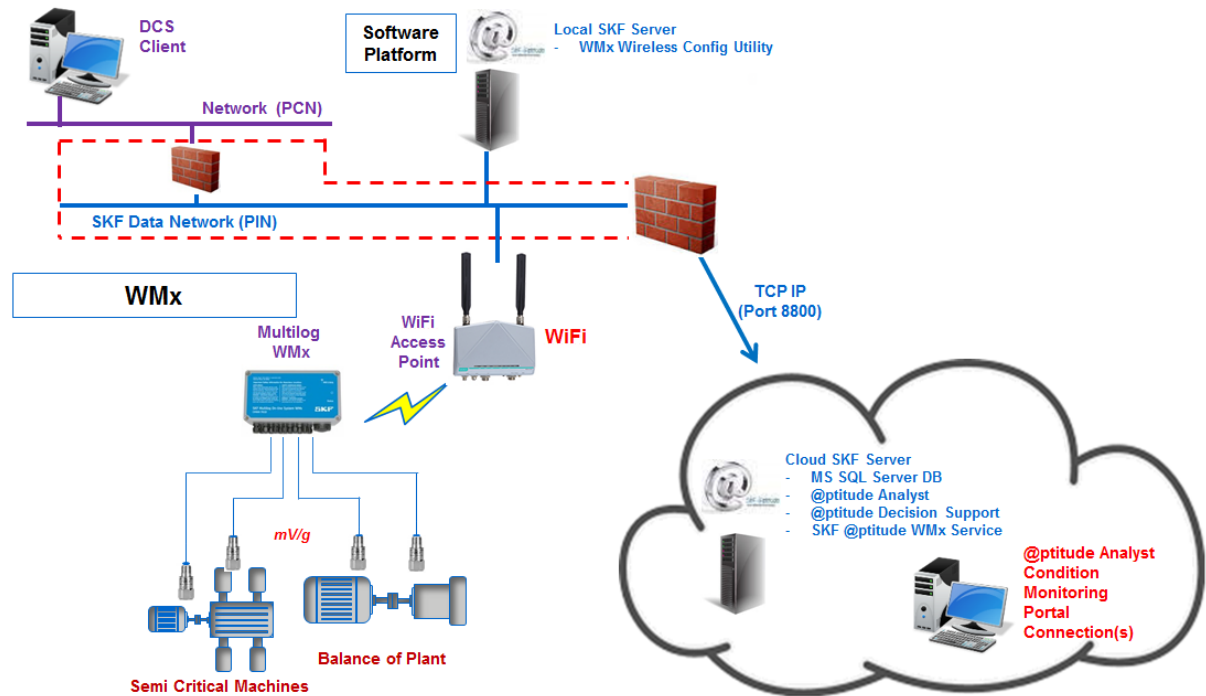 DCS
Client
Software
Platform
Local SKF Server
- WMx Wireless Config Utility
Network (PCN)
SKF Data Network (PIN)
TCP IP
(Port 8800)
WMx
Multilog
WMx
WiFi
Access
Point
WiFi
SKF
mV/g
Semi Critical Machines
Balance of Plant
Cloud SKF Server
- MS SQL Server DB
- @ptitude Analyst
- @ptitude Decision Support
- SKF @ptitude WMx Service
@ptitude Analyst
Condition
Monitoring
Portal
Connection(s)